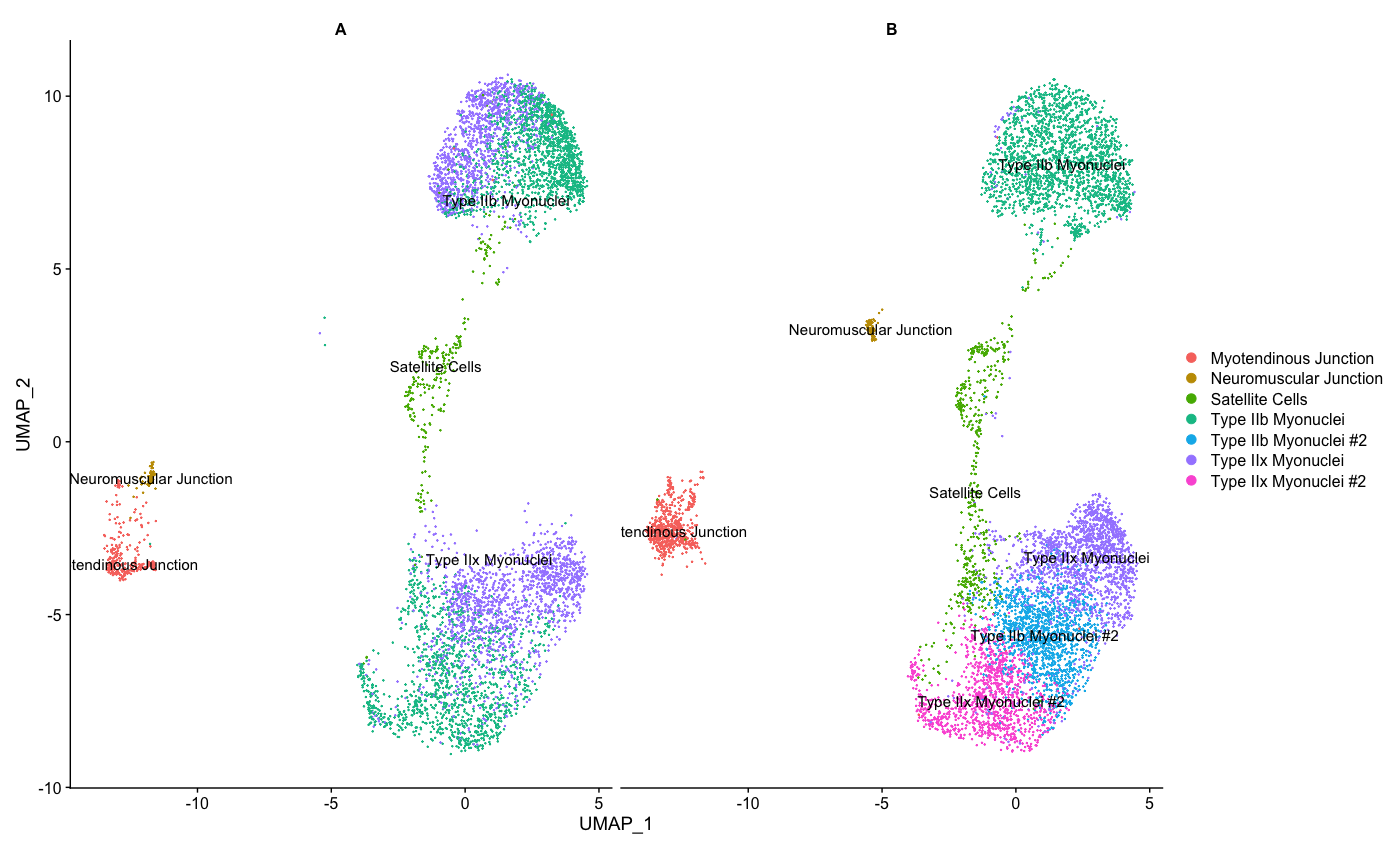 A
B
10
5
0
-5
-10
UMAP_2
Type IIb Myonuclei
Satellite Cells
Neuromuscular Junction
tendinous Junction
Type IIx Myonuclei
-10
-5
0
5
Type IIb Myonuclei
Neuromuscular Junction
Satellite Cells
tendinous Junction
Type IIx Myonuclei
Type IIb Myonuclei #2
Type IIx Myonuclei #2
-10
-5
0
5
UMAP_1
Myotendinous Junction
Neuromuscular Junction
Satellite Cells
Type IIb Myonuclei
Type IIb Myonuclei #2
Type IIx Myonuclei
Type IIx Myonuclei #2